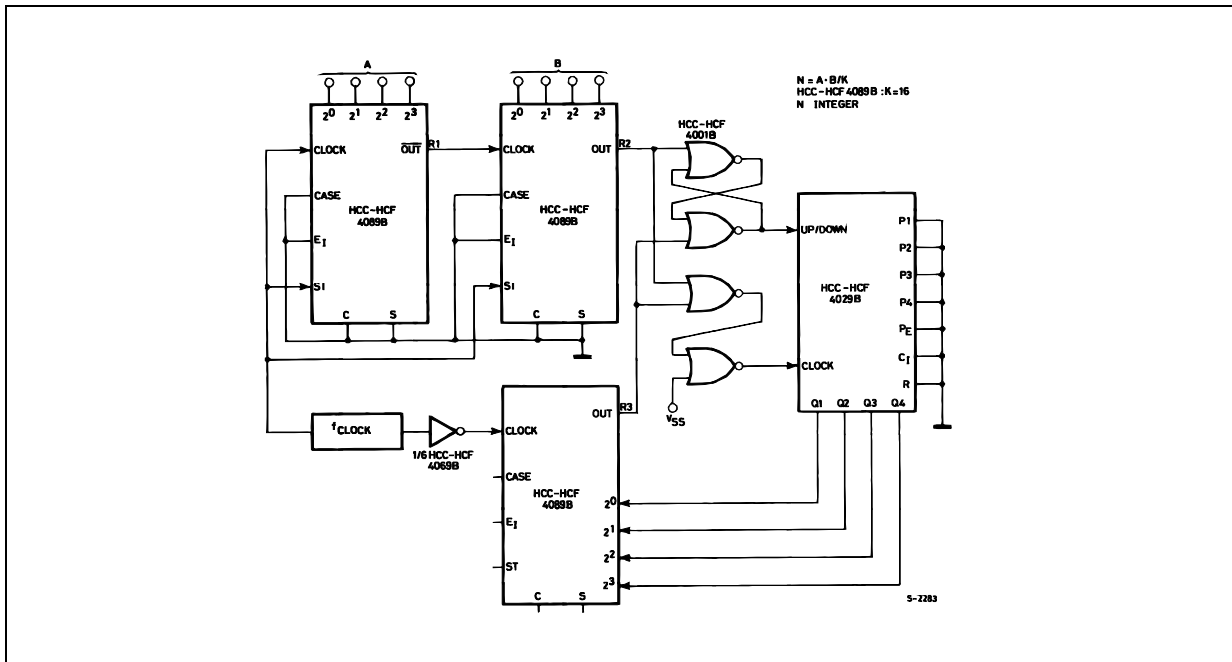 A
B
2⁰ 2¹ 2² 2³
2⁰ 2¹ 2² 2³
N = A·B/K
HCC-HCF 4089B : K=16
N INTEGER
CLOCK
OUT
R1
CASE
HCC-HCF
4089B
E_I
SI
C
S
CLOCK
OUT
R2
CASE
HCC-HCF
4089B
E_I
SI
C
S
HCC-HCF
4001B
V_SS
UP/DOWN
HCC-HCF
4029B
CLOCK
P1
P2
P3
P4
P_E
C_I
R
Q1 Q2 Q3 Q4
f_CLOCK
1/6 HCC-HCF
4069B
CLOCK
OUT
R3
CASE
HCC-HCF
4089B
E_I
ST
2⁰
2¹
2²
2³
C
S
S-2283